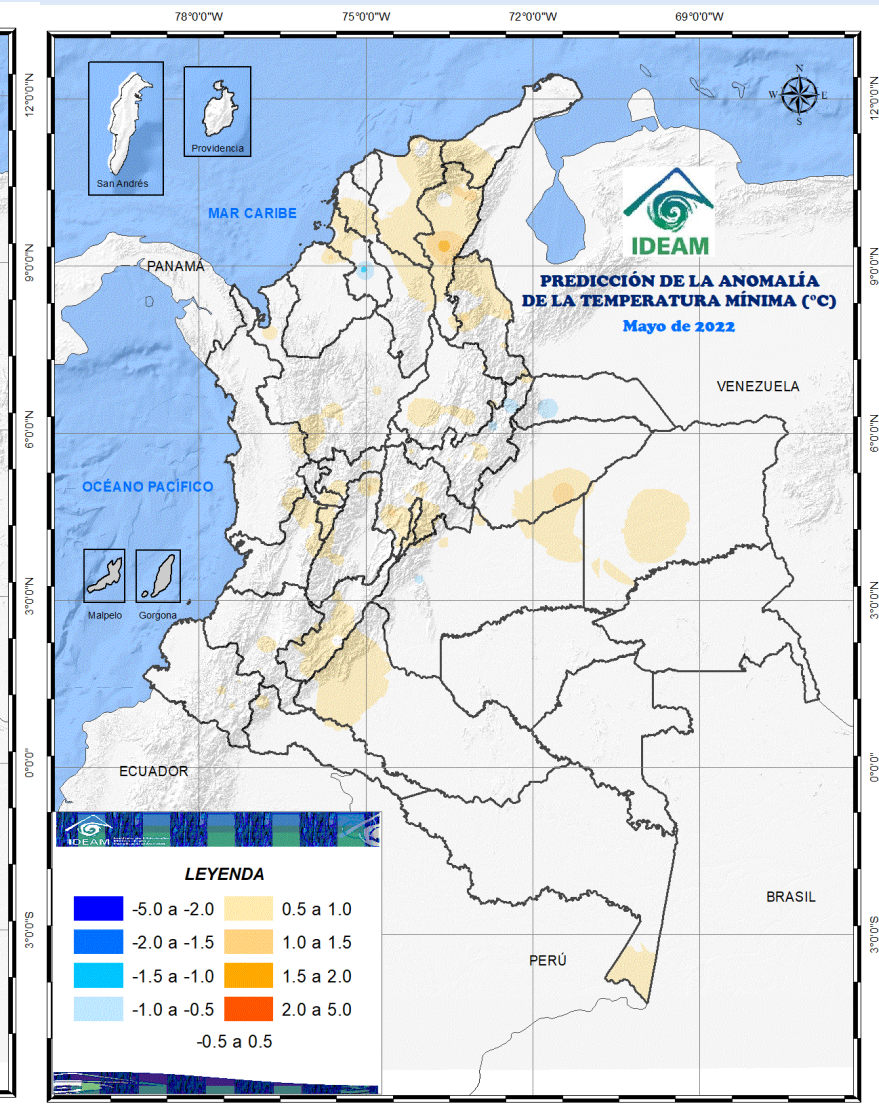 78°0'0"W 75°0'0"W 72°0'0"W 69°0'0"W
12°0'0"N 12°0'0"N
N
W E
S
Providencia
San Andrés
MAR CARIBE
IDEAM
9°0'0"N PANAMÁ 9°0'0"N
PREDICCIÓN DE LA ANOMALÍA
DE LA TEMPERATURA MÍNIMA (°C)
Mayo de 2022
VENEZUELA
6°0'0"N 6°0'0"N
OCÉANO PACÍFICO
3°0'0"N 3°0'0"N
Malpelo Gorgona
0°0'0" ECUADOR 0°0'0"
IDEAM
LEYENDA
-5.0 a -2.0 0.5 a 1.0
-2.0 a -1.5 1.0 a 1.5
-1.5 a -1.0 1.5 a 2.0
-1.0 a -0.5 2.0 a 5.0
-0.5 a 0.5
BRASIL
3°0'0"S 3°0'0"S
PERÚ